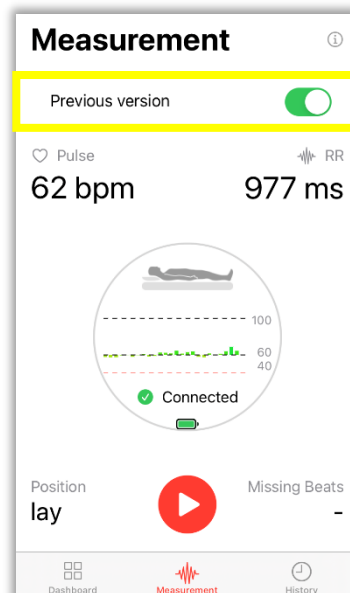 Measurement
Previous version
Pulse
RR
62 bpm
977 ms
100
60
40
Connected
Position
Missing Beats
lay
-
Dashboard
Measurement
History